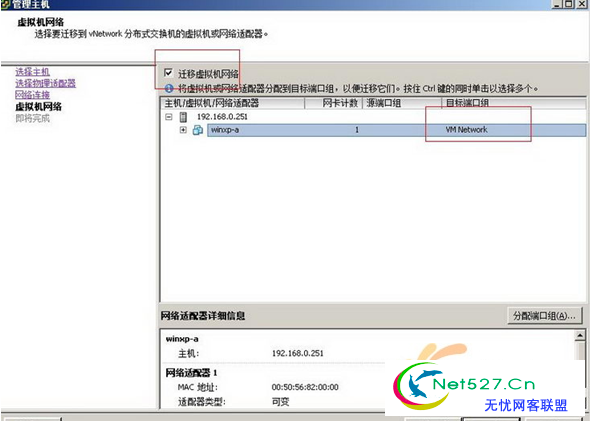 管理主机
虚拟机网络
选择要迁移到 vNetwork 分布式交换机的虚拟机或网络适配器。
选择主机
选择物理适配器
网络连接
虚拟机网络
即将完成
迁移虚拟机网络
将虚拟机或网络适配器分配到目标端口组，以便迁移它们。按住 Ctrl 键的同时单击以选择多个。
主机/虚拟机/网络适配器 网卡计数 源端口组 目标端口组
192.168.0.251
winxp-a 1 VM Network
网络适配器详细信息 分配端口组(A)...
winxp-a
主机: 192.168.0.251
网络适配器 1
MAC 地址: 00:50:56:82:00:00
适配器类型: 可变
Net527.Cn
无忧网客联盟